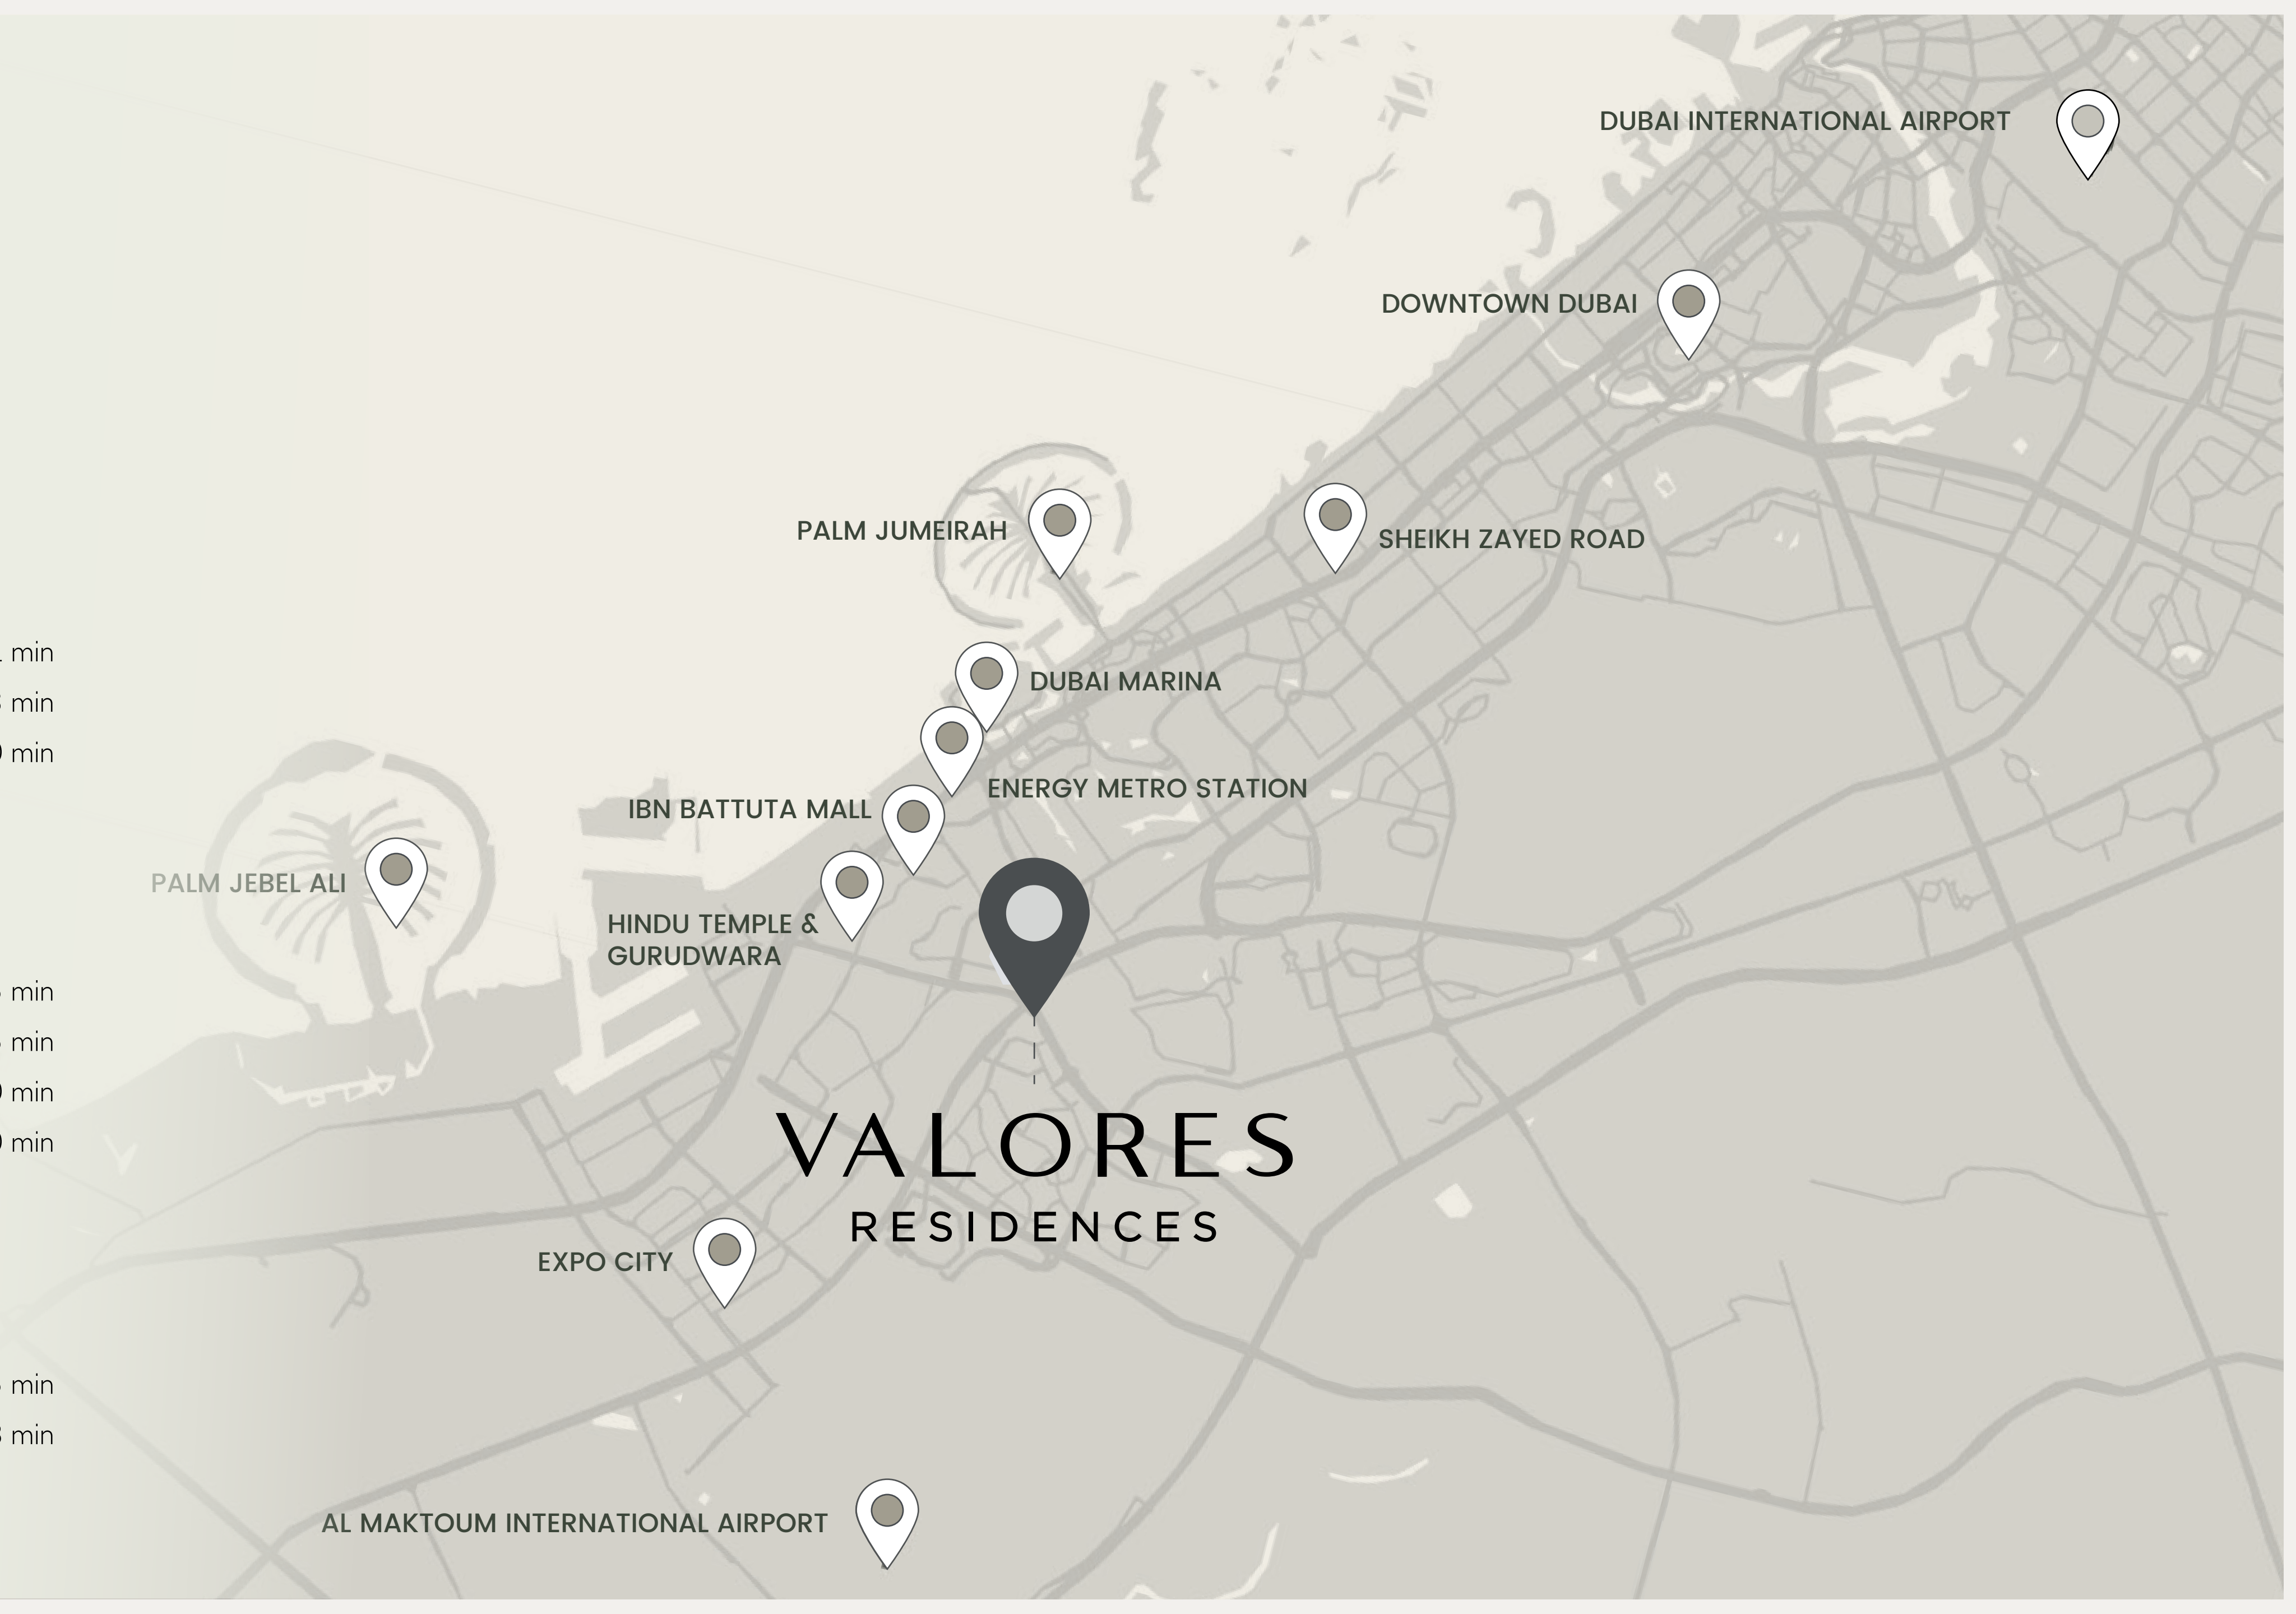 DUBAI INTERNATIONAL AIRPORT
DOWNTOWN DUBAI
PALM JUMEIRAH
SHEIKH ZAYED ROAD
min
DUBAI MARINA
min
min
ENERGY METRO STATION
IBN BATTUTA MALL
PALM JEBEL ALI
HINDU TEMPLE &
GURUDWARA
min
min
min
min
VALORES
RESIDENCES
EXPO CITY
min
min
AL MAKTOUM INTERNATIONAL AIRPORT